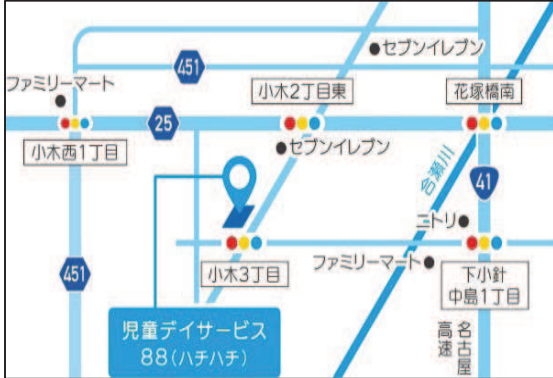 セブンイレブン
451
ファミリーマート
小木2丁目東
花塚橋南
25
小木西1丁目
セブンイレブン
合瀬川
41
ニトリ
小木3丁目
ファミリーマート
下小針
中島1丁目
451
児童デイサービス
88(ハチハチ)
名古屋
高速